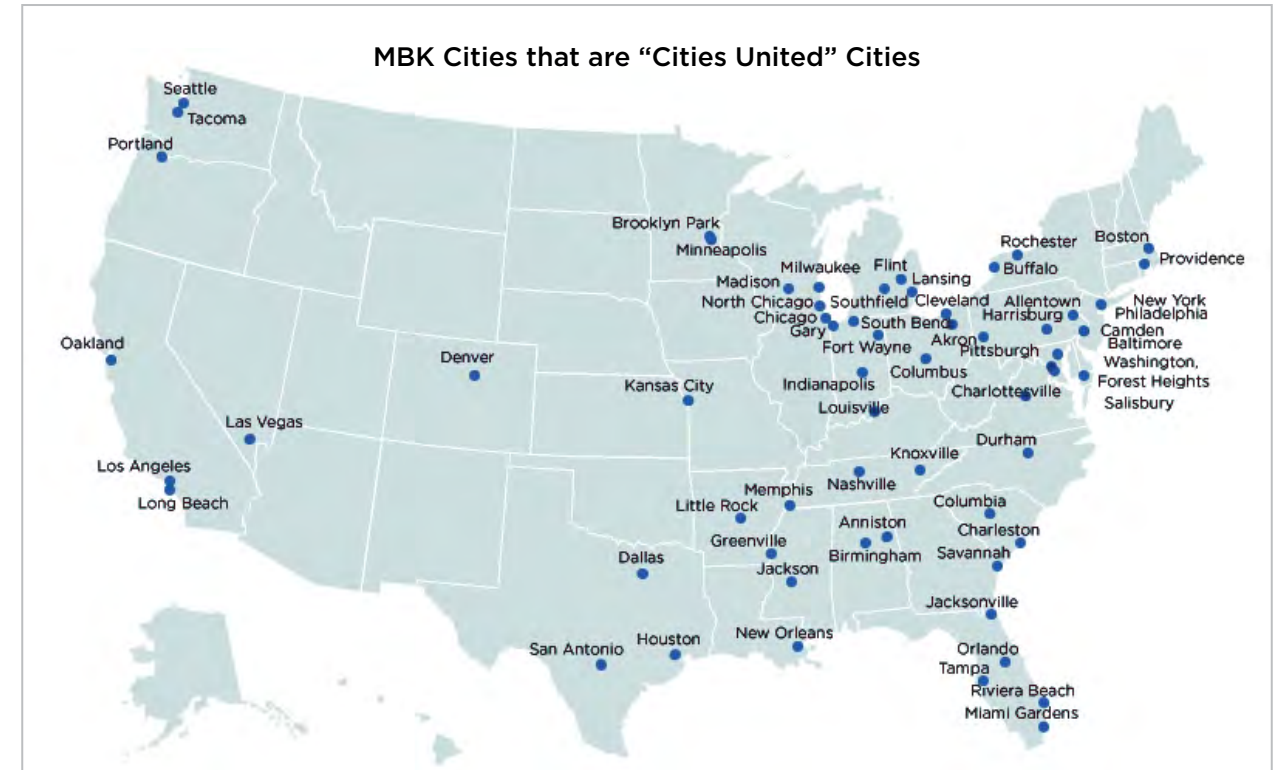 MBK Cities that are “Cities United” Cities
Seattle
Tacoma
Portland
Brooklyn Park
Minneapolis
Rochester
Boston
Buffalo
Providence
Milwaukee
Flint
Madison
Lansing
North Chicago
Southfield
Cleveland
Allentown
New York
Chicago
South Bend
Harrisburg
Philadelphia
Gary
Camden
Akron
Baltimore
Oakland
Denver
Fort Wayne
Pittsburgh
Washington,
Kansas City
Indianapolis
Columbus
Forest Heights
Charlottesville
Salisbury
Louisville
Las Vegas
Durham
Knoxville
Los Angeles
Nashville
Long Beach
Memphis
Little Rock
Columbia
Anniston
Charleston
Greenville
Birmingham
Savannah
Dallas
Jackson
Jacksonville
New Orleans
Houston
San Antonio
Orlando
Tampa
Riviera Beach
Miami Gardens